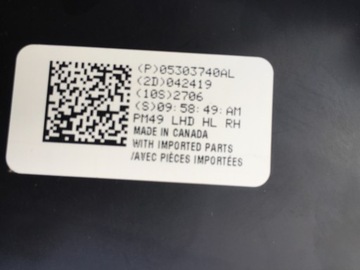 (P)05303740AL
(2D)042419
(10S)2706
(S)09:58:49:AM
PM49 LHD HL RH
MADE IN CANADA
WITH IMPORTED PARTS
/AVEC PIÈCES IMPORTÉES